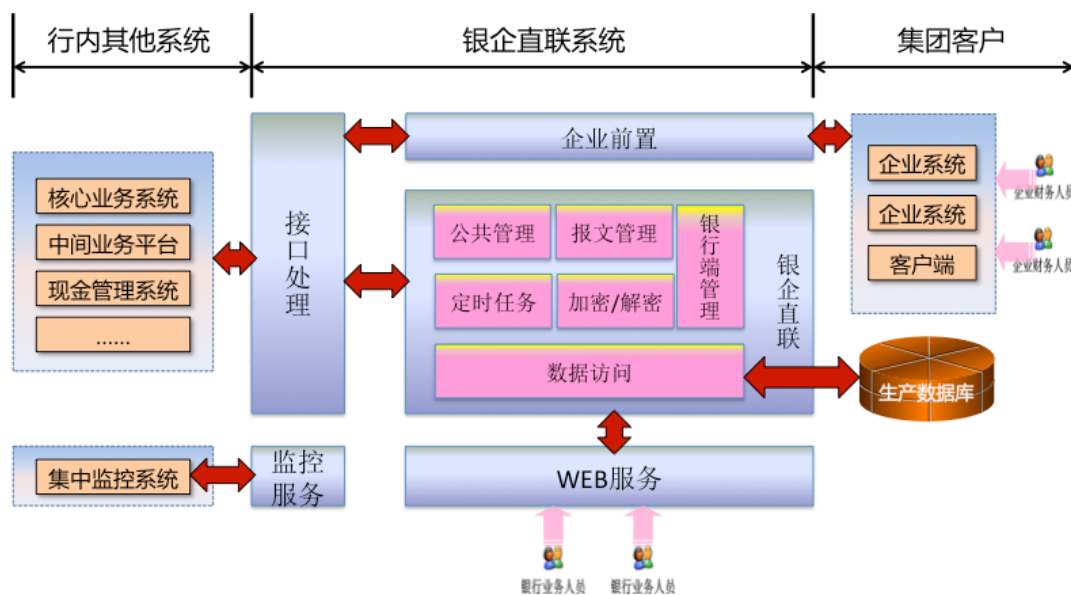 行内其他系统
银企直联系统
集团客户
企业前置
核心业务系统
中间业务平台
现金管理系统
......
接口处理
公共管理
报文管理
银行端管理
定时任务
加密/解密
数据访问
银企直联
企业系统
企业系统
客户端
企业财务人员
企业财务人员
生产数据库
集中监控系统
监控
服务
WEB服务
银行业务人员
银行业务人员